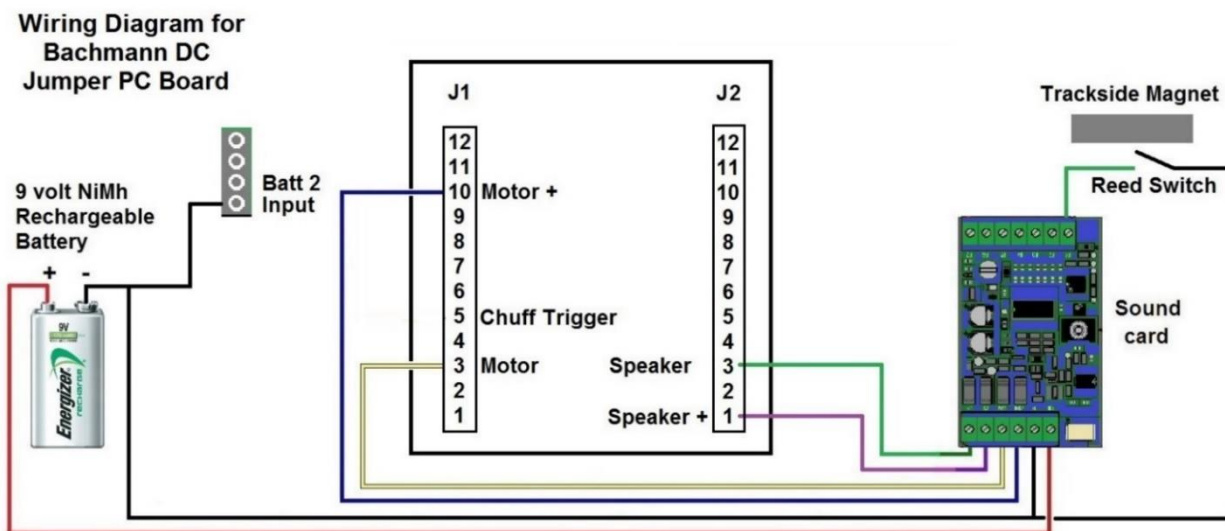 Wiring Diagram for
Bachmann DC
Jumper PC Board
J1
J2
Trackside Magnet
12
11
10 Motor +
9
8
7
6
5 Chuff Trigger
4
3 Motor
2
1
12
11
10
9
8
7
6
5
4
Speaker 3
2
Speaker + 1
Batt 2
Input
9 volt NiMh
Rechargeable
Battery
+ -
9V
Energizer
RECHARGE
Reed Switch
Sound
card